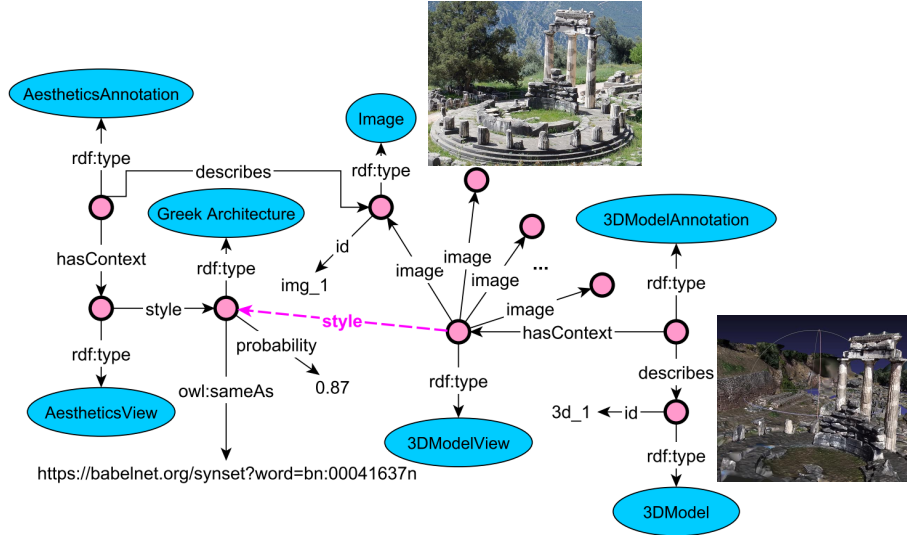 AestheticsAnnotation
Image
rdf:type
describes
rdf:type
Greek Architecture
3DModelAnnotation
hasContext
id
image
image
image
...
rdf:type
img_1
rdf:type
image
style
style
hasContext
probability
rdf:type
describes
rdf:type
0.87
owl:sameAs
AestheticsView
3d_1
id
3DModelView
rdf:type
https://babelnet.org/synset?word=bn:00041637n
3DModel